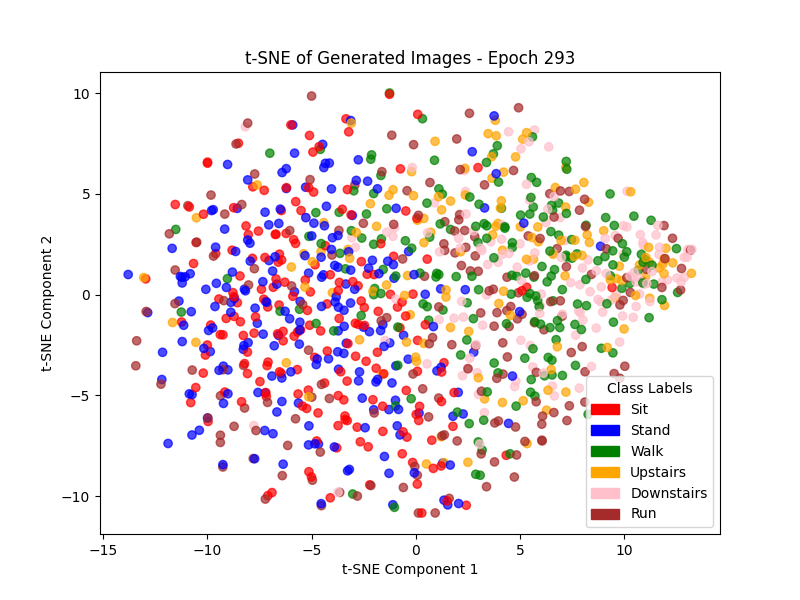 t-SNE of Generated Images - Epoch 293
t-SNE Component 2
10
5
0
−5
−10
−15
−10
−5
0
5
10
t-SNE Component 1
Class Labels
Sit
Stand
Walk
Upstairs
Downstairs
Run